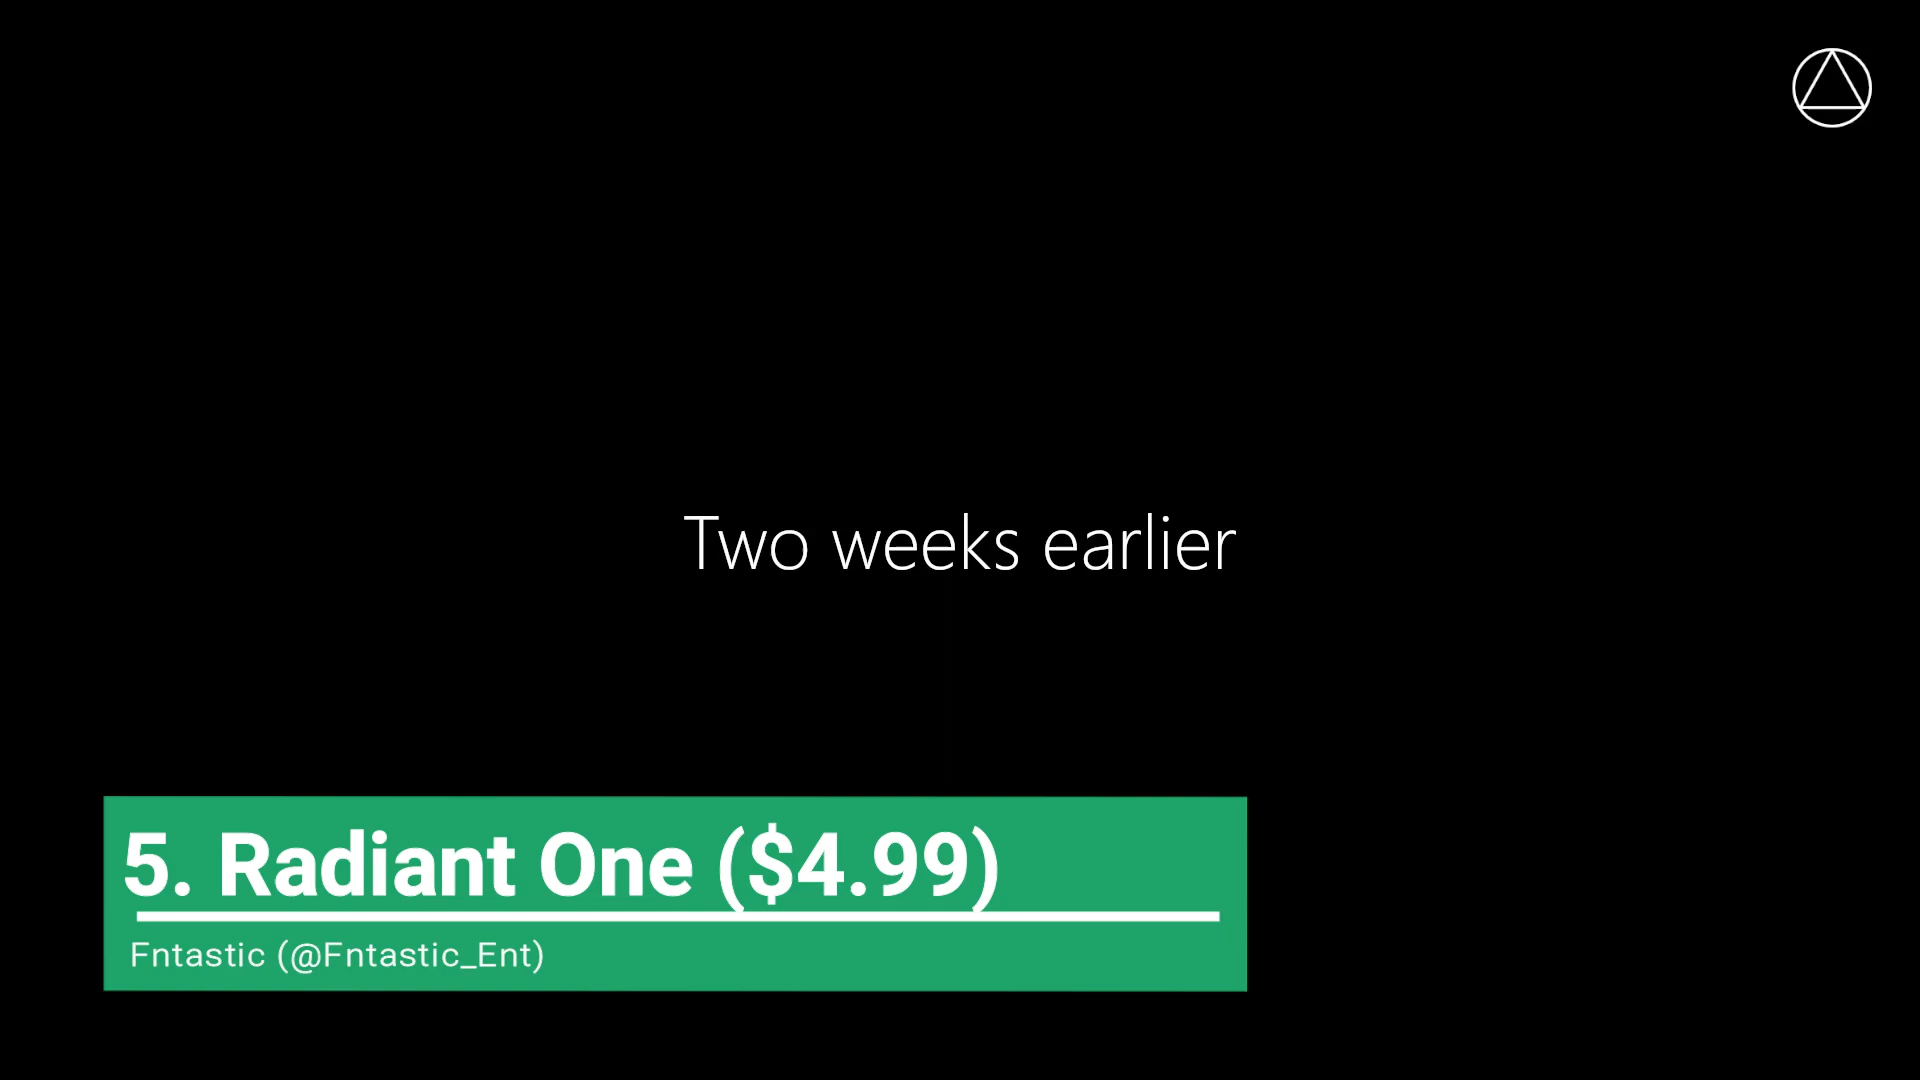 Two weeks earlier
5. Radiant One ($4.99)
Fntastic (@Fntastic_Ent)